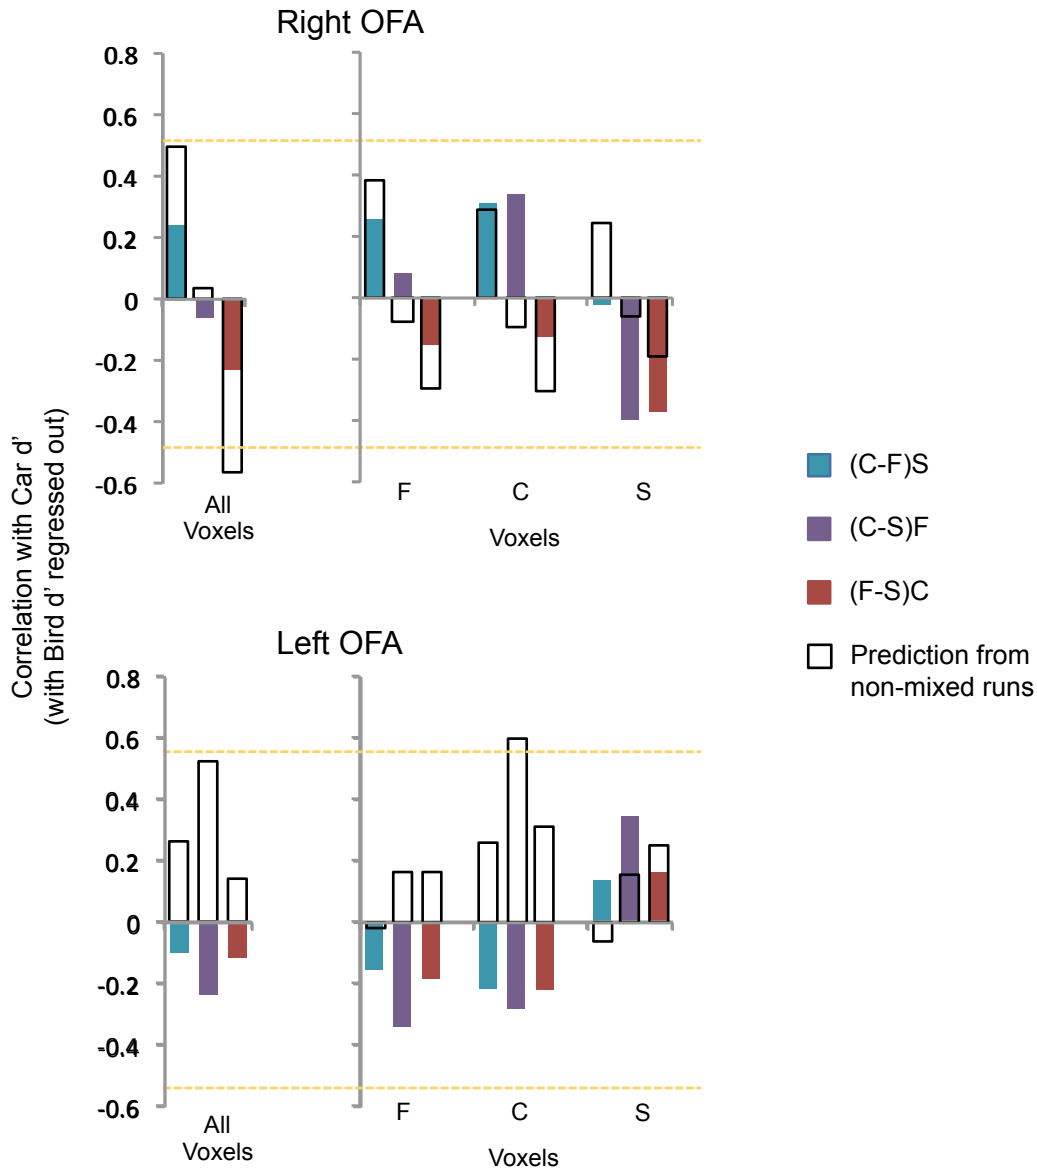 Right OFA
0.8
0.6
0.4
0.2
0
-0.2
-0.4
-0.6
All
Voxels
F
C
S
Voxels
Correlation with Car d'
(with Bird d' regressed out)
(C-F)S
(C-S)F
(F-S)C
Prediction from
non-mixed runs
Left OFA
0.8
0.6
0.4
0.2
0
-0.2
-0.4
-0.6
All
Voxels
F
C
S
Voxels